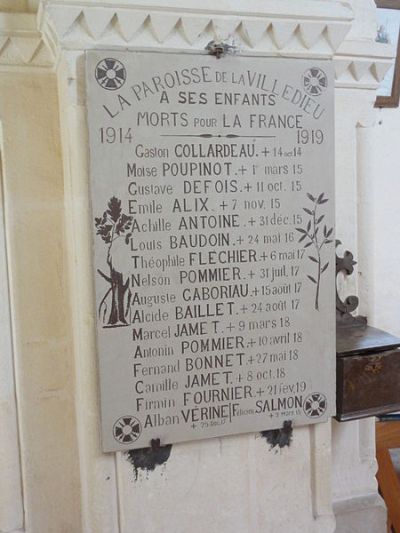 LA PAROISSE DE LA VILLEDIEU
A SES ENFANTS
MORTS POUR LA FRANCE
1914 1919
Gaston COLLARDEAU. + 14 oct 14
Moïse POUPINOT. + 1er mars 15
Gustave DEFOIS. + 11 oct. 15
Emile ALIX. + 7 nov. 15
Achille ANTOINE. + 31 déc. 15
Louis BAUDOIN. + 24 mai 16
Théophile FLECHIER. + 6 mai 17
Nelson POMMIER. + 31 juil. 17
Auguste GABORIAU. + 15 août 17
Alcide BAILLET. + 24 août 17
Marcel JAMET. + 9 mars 18
Antonin POMMIER. + 10 avril 18
Fernand BONNET. + 27 mai 18
Camille JAMET. + 8 oct. 18
Firmin FOURNIER. + 21 fév. 19
Alban VÉRINE SALMON